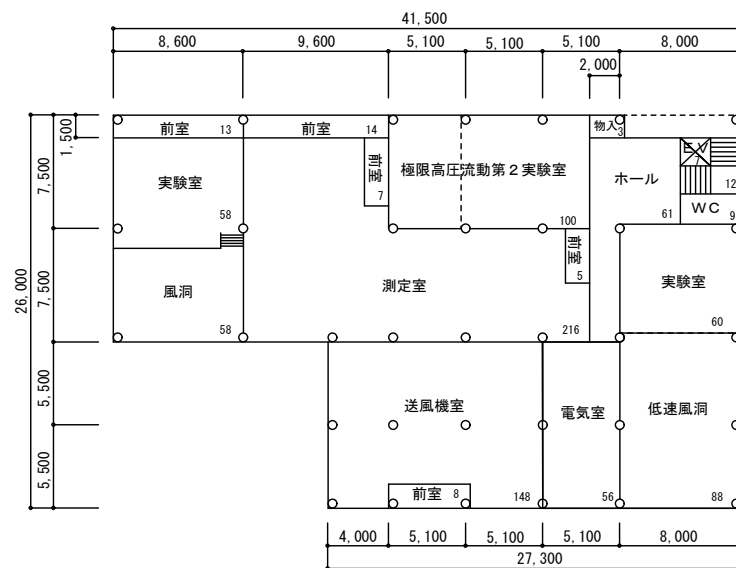 41,500
8,600 9,600 5,100 5,100 5,100 8,000
2,000
1,500
7,500
7,500
26,000
5,500
5,500
前室 13
前室 14
物入 3
EV 7
実験室 58
前室 7
極限高圧流動第2実験室 100
ホール 61
12
WC 9
風洞 58
測定室 216
前室 5
実験室 60
送風機室 148
電気室 56
低速風洞 88
前室 8
4,000 5,100 5,100 5,100 8,000
27,300